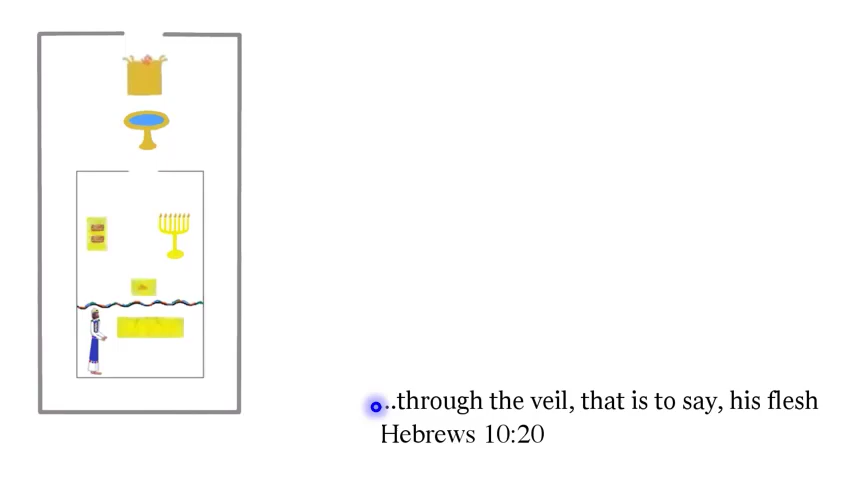 ...through the veil, that is to say, his flesh
Hebrews 10:20